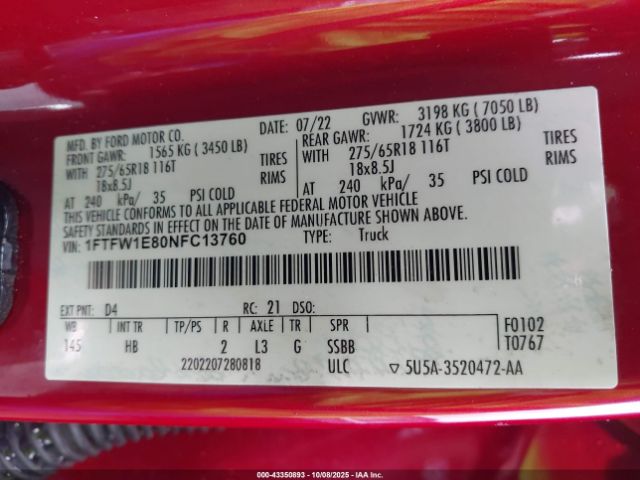 MFD. BY FORD MOTOR CO. DATE: 07/22 GVWR: 3198 KG ( 7050 LB)
FRONT GAWR: 1565 KG ( 3450 LB) REAR GAWR: 1724 KG ( 3800 LB)
WITH 275/65R18 116T TIRES WITH 275/65R18 116T TIRES
18x8.5J RIMS 18x8.5J RIMS
AT 240 kPa/ 35 PSI COLD AT 240 kPa/ 35 PSI COLD
THIS VEHICLE CONFORMS TO ALL APPLICABLE FEDERAL MOTOR VEHICLE
SAFETY STANDARDS IN EFFECT ON THE DATE OF MANUFACTURE SHOWN ABOVE.
VIN: 1FTFW1E80NFC13760 TYPE: Truck
EXT PNT: D4 RC: 21 DSO:
WB INT TR TP/PS R AXLE TR SPR F0102
145 HB 2 L3 G SSBB T0767
2202207280818 ULC 5U5A-3520472-AA
000-43350893 - 10/08/2025 - IAAI, Inc.